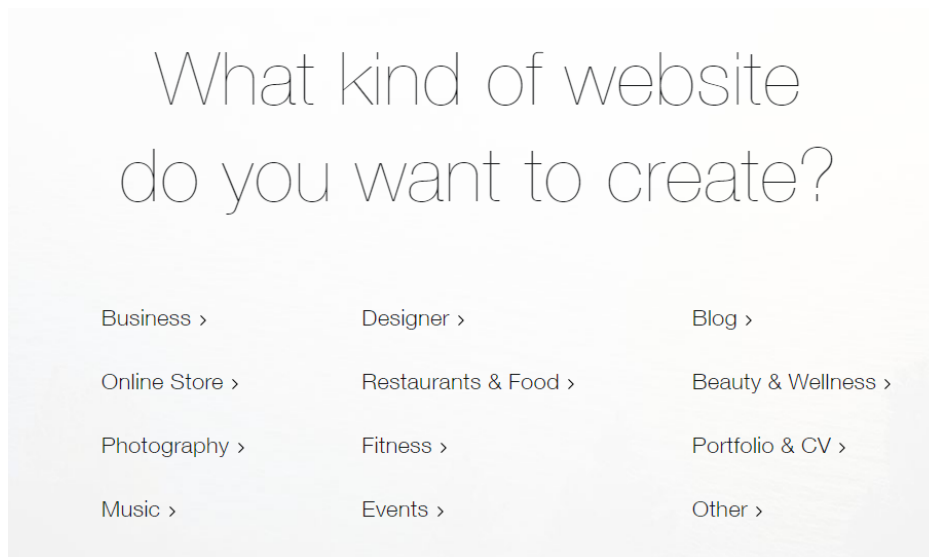 What kind of website
do you want to create?
Business >
Designer >
Blog >
Online Store >
Restaurants & Food >
Beauty & Wellness >
Photography >
Fitness >
Portfolio & CV >
Music >
Events >
Other >